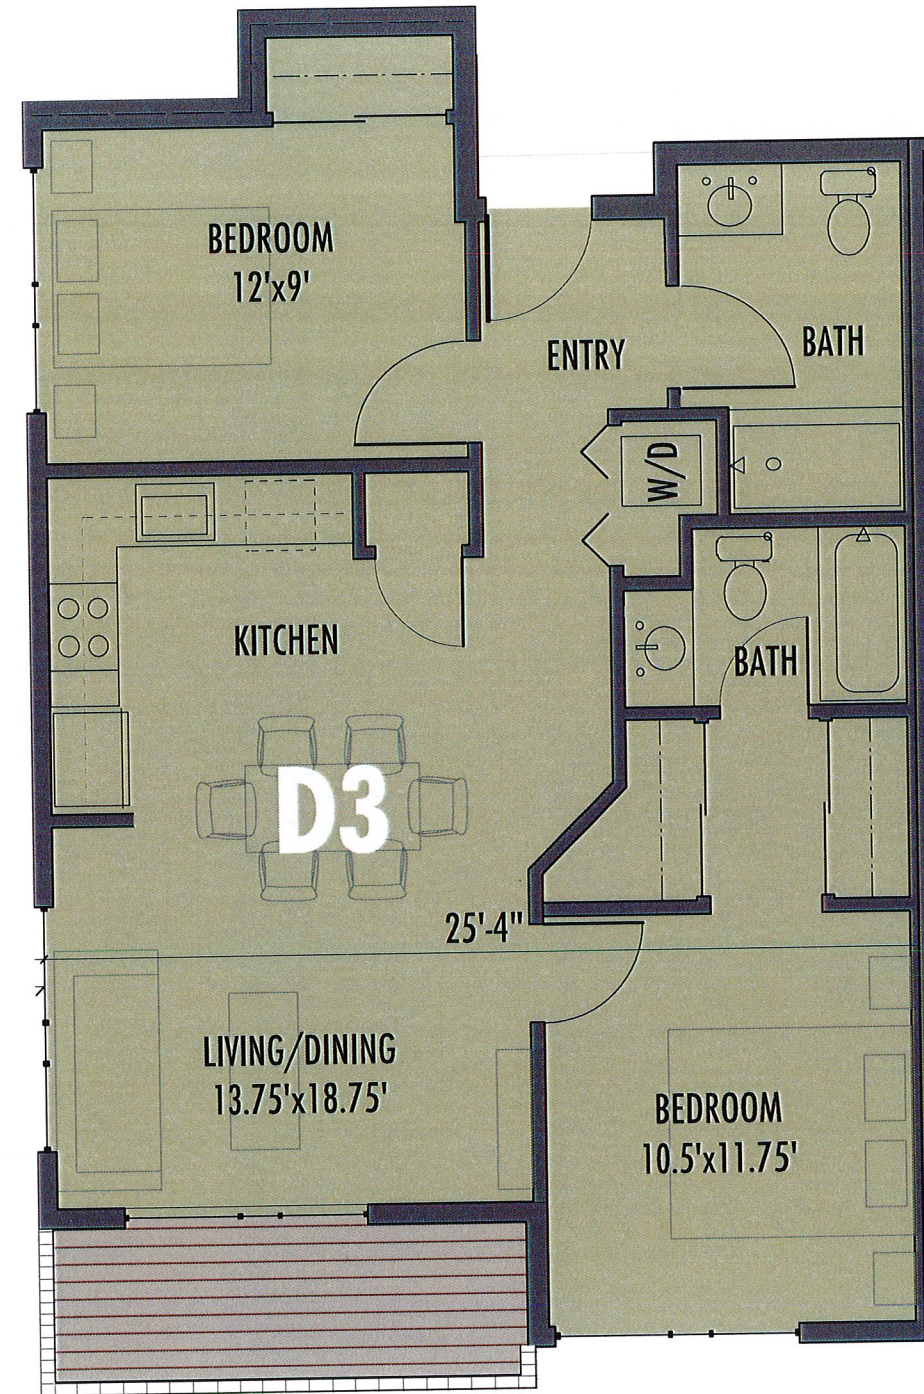 BEDROOM
12'x9'
ENTRY
BATH
W/D
KITCHEN
BATH
D3
25'-4"
LIVING/DINING
13.75'x18.75'
BEDROOM
10.5'x11.75'